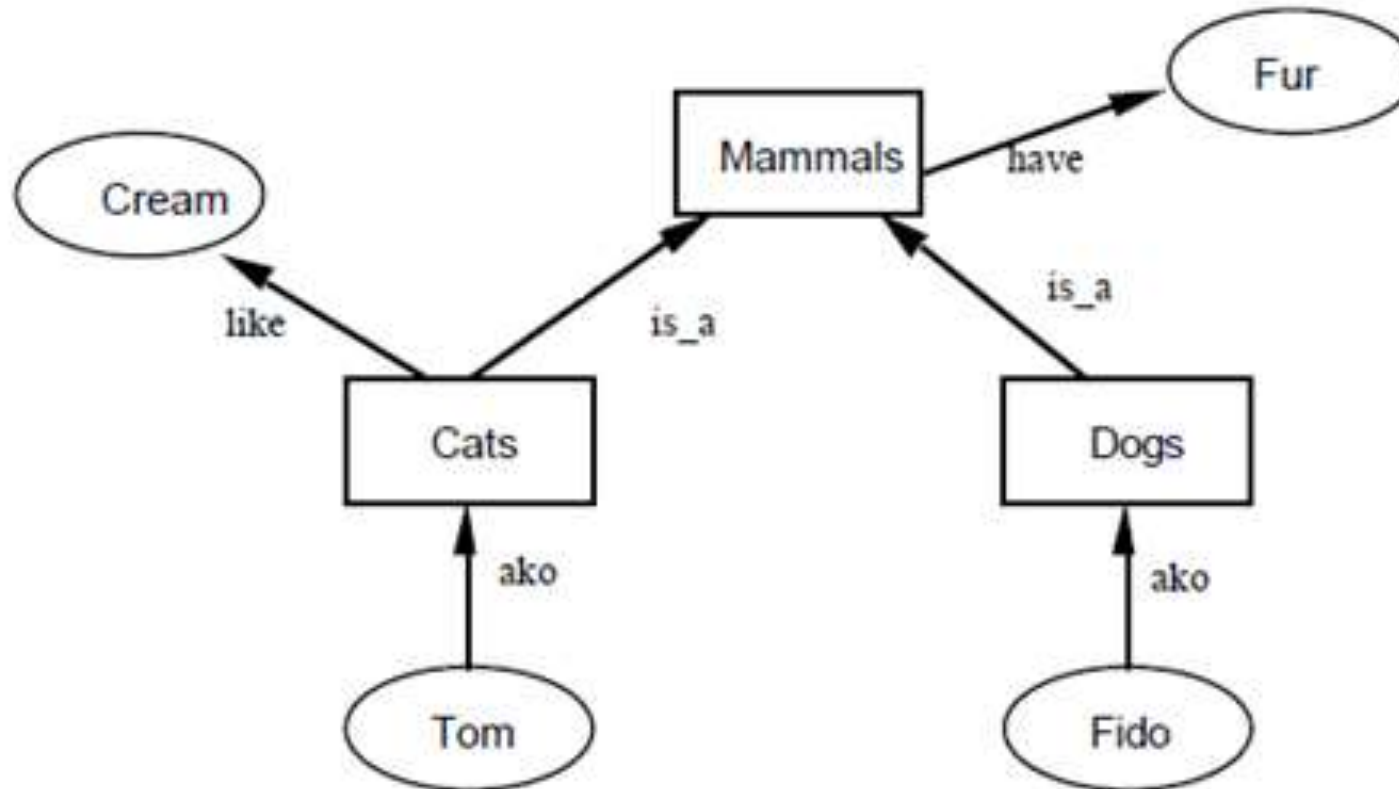 Fur
Mammals
have
Cream
is_a
like
is_a
Cats
Dogs
ako
ako
Tom
Fido